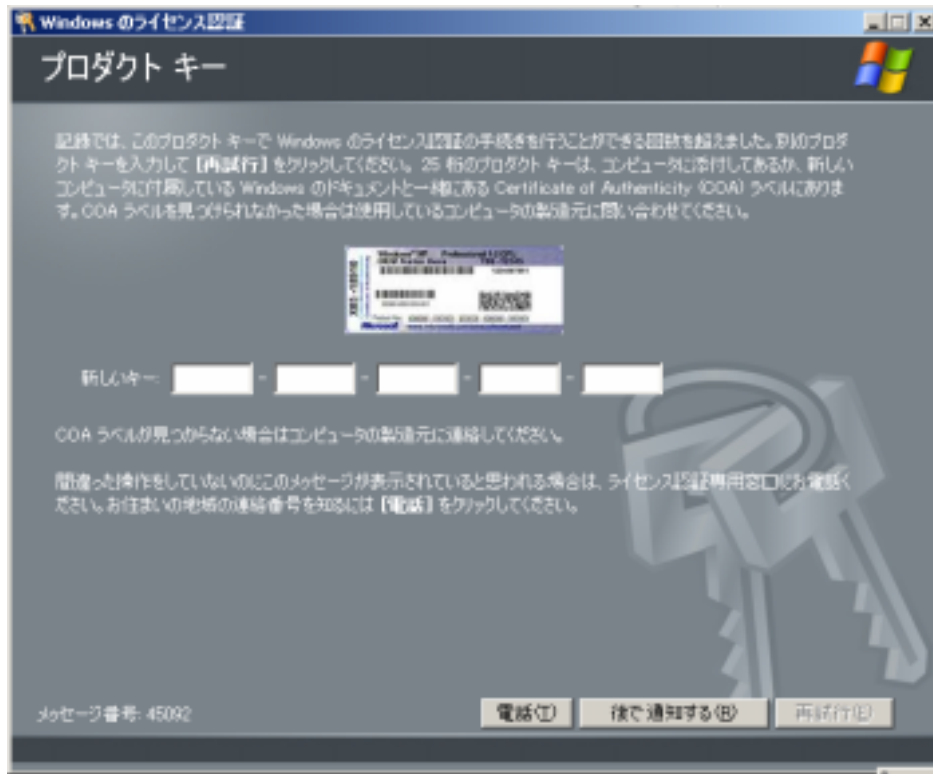 Windows のライセンス認証
プロダクト キー
記録では、このプロダクト キーで Windows のライセンス認証の手続きを行うことができる回数を超えました。別のプロダ
クト キーを入力して [再試行] をクリックしてください。 25 桁のプロダクト キーは、コンピュータに添付してあるか、新しい
コンピュータに付属している Windows のドキュメントと一緒にある Certificate of Authenticity (COA) ラベルにありま
す。COA ラベルを見つけられなかった場合は使用しているコンピュータの製造元に問い合わせてください。
新しいキー:
COA ラベルが見つからない場合はコンピュータの製造元に連絡してください。
間違った操作をしていないのにこのメッセージが表示されていると思われる場合は、ライセンス認証専用窓口にお電話く
ださい。お住まいの地域の連絡番号を知るには [電話] をクリックしてください。
メッセージ番号: 45092
電話(T)
後で通知する(R)
再試行(E)